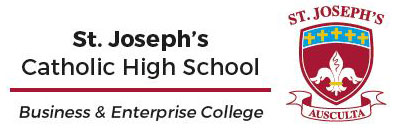 St. Joseph's
Catholic High School
Business & Enterprise College
ST. JOSEPH'S
AUSCULTA